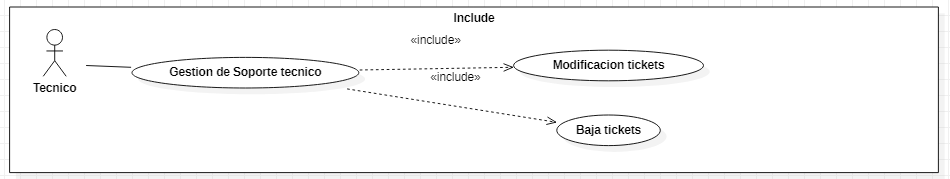 Include
«include»
Tecnico
Gestion de Soporte tecnico
Modificacion tickets
«include»
Baja tickets